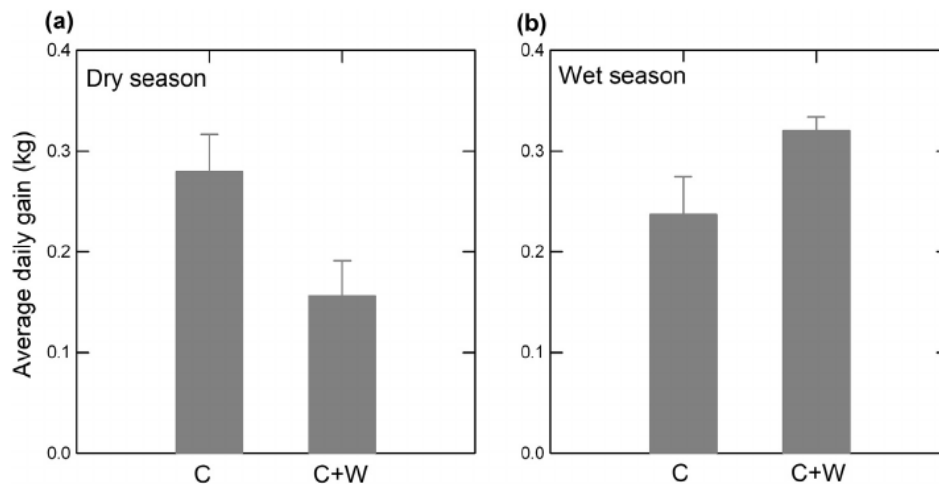 (a)
Dry season
Average daily gain (kg)
0.4
0.3
0.2
0.1
0.0
C
C+W
(b)
Wet season
0.4
0.3
0.2
0.1
0.0
C
C+W